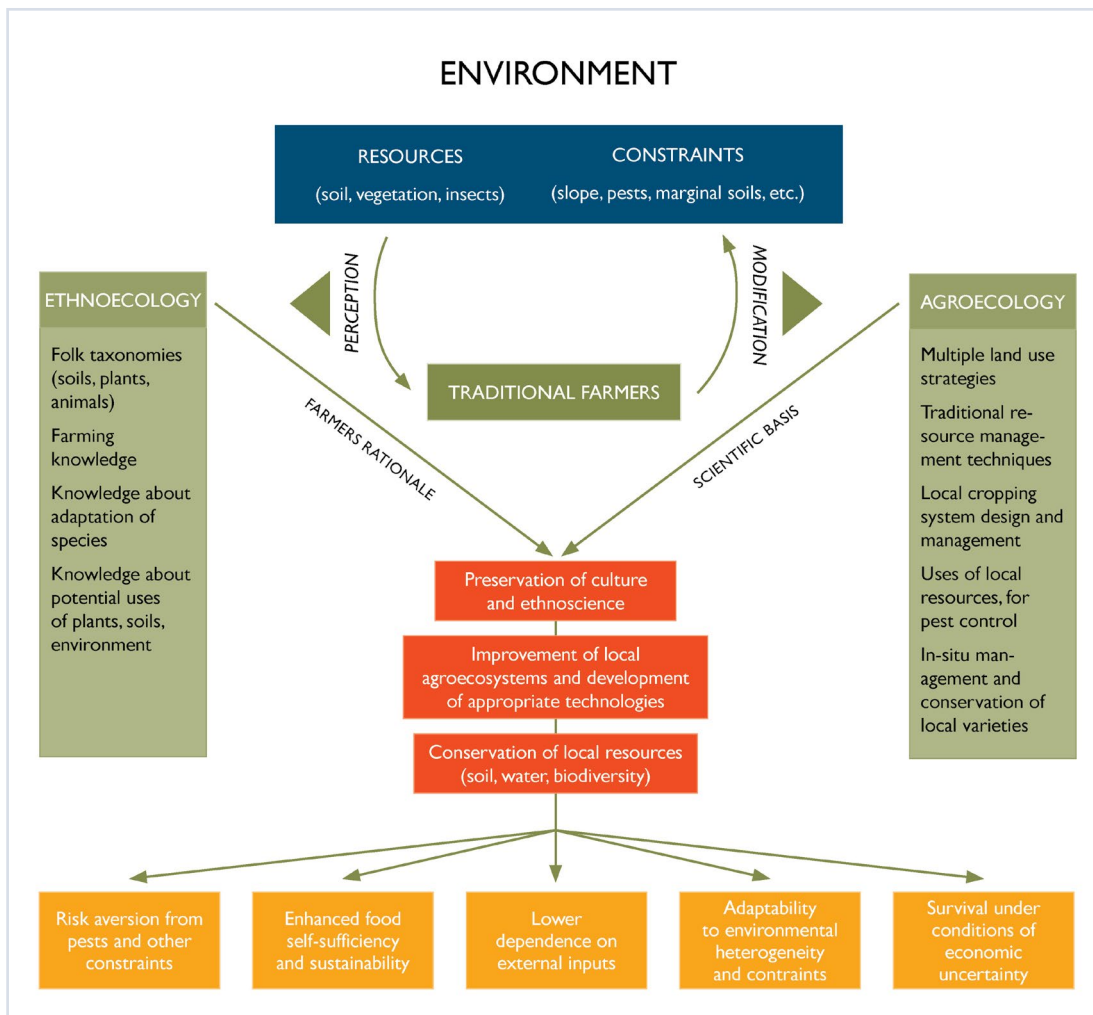 ENVIRONMENT
RESOURCES
(soil, vegetation, insects)
CONSTRAINTS
(slope, pests, marginal soils, etc.)
PERCEPTION
MODIFICATION
TRADITIONAL FARMERS
ETHNOECOLOGY
Folk taxonomies
(soils, plants,
animals)
Farming
knowledge
Knowledge about
adaptation of
species
Knowledge about
potential uses
of plants, soils,
environment
FARMERS RATIONALE
SCIENTIFIC BASIS
AGROECOLOGY
Multiple land use
strategies
Traditional re-
source manage-
ment techniques
Local cropping
system design and
management
Uses of local
resources, for
pest control
In-situ man-
agement and
conservation of
local varieties
Preservation of culture
and ethnoscience
Improvement of local
agroecosystems and development
of appropriate technologies
Conservation of local resources
(soil, water, biodiversity)
Risk aversion from
pests and other
constraints
Enhanced food
self-sufficiency
and sustainability
Lower
dependence on
external inputs
Adaptability
to environmental
heterogeneity
and contraints
Survival under
conditions of
economic
uncertainty